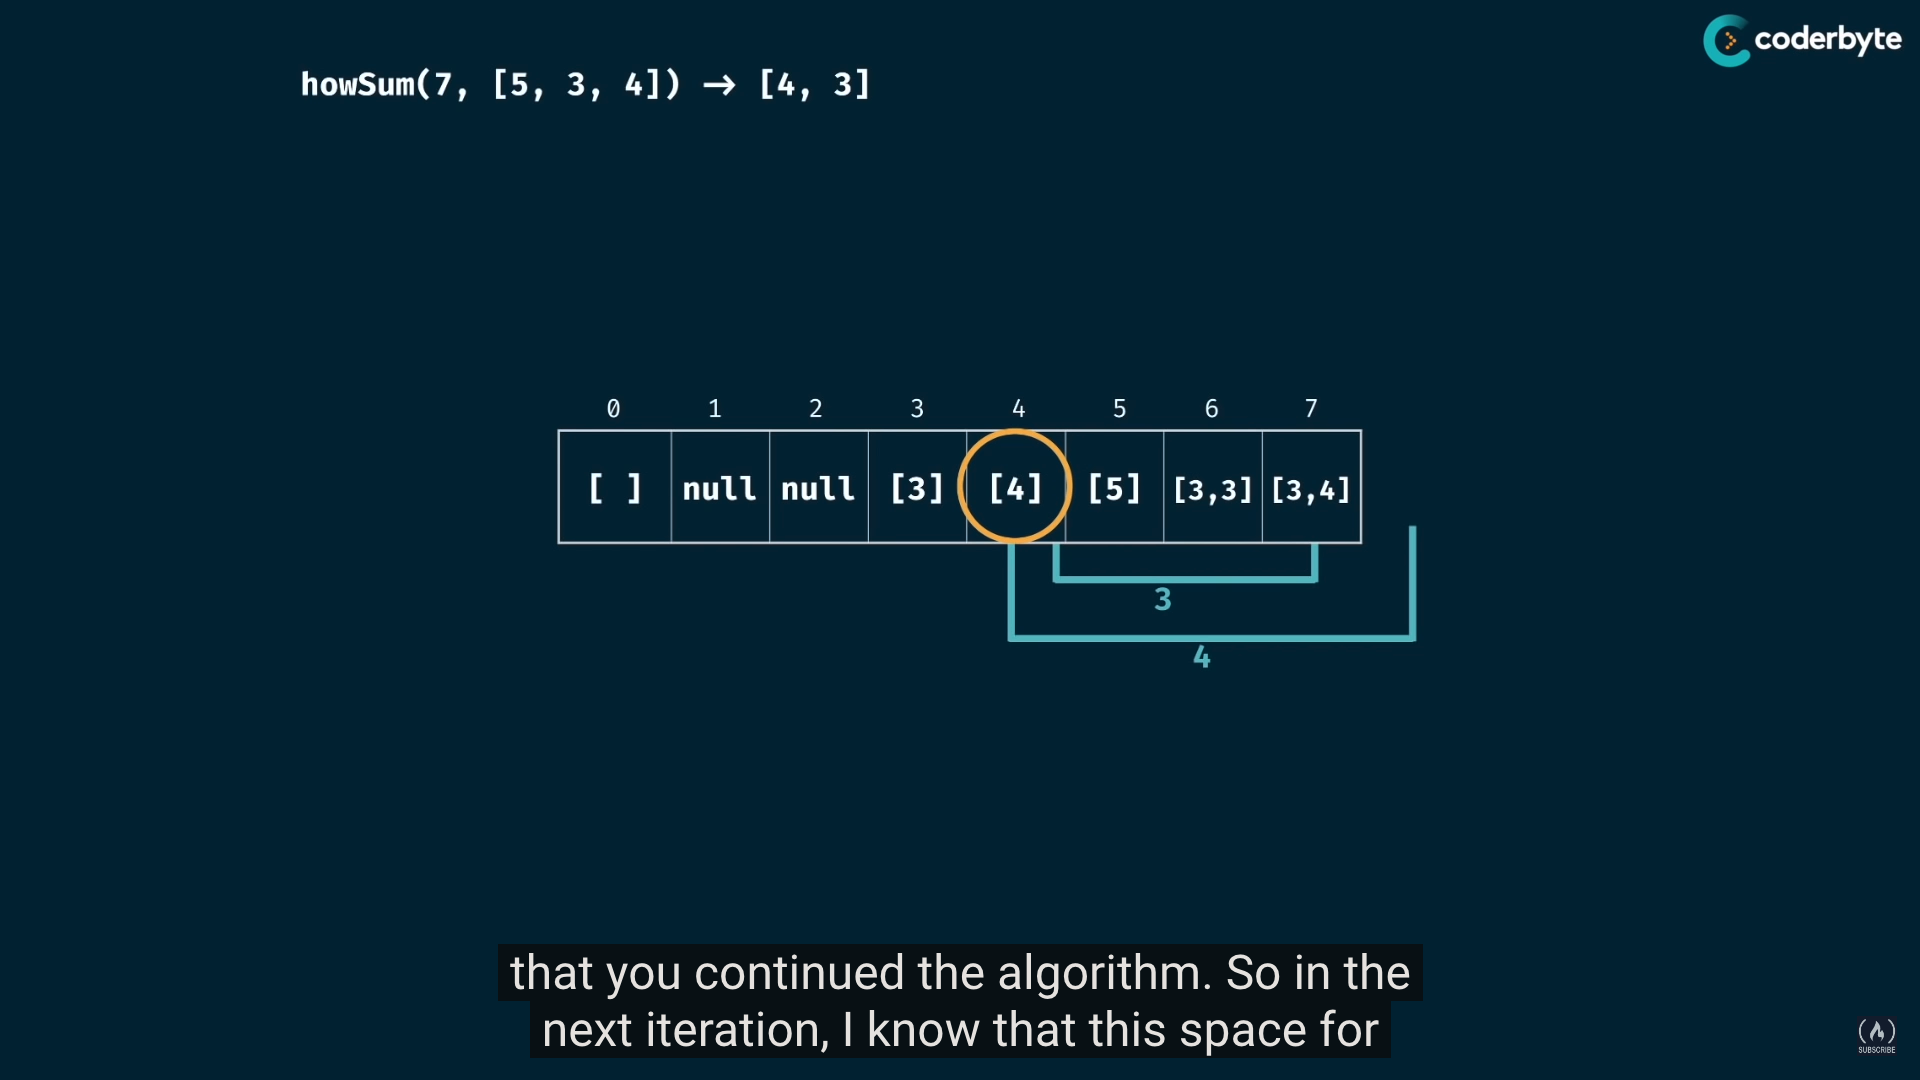 coderbyte
howSum(7, [5, 3, 4]) → [4, 3]
0 1 2 3 4 5 6 7
[ ] null null [3] [4] [5] [3,3] [3,4]
3
4
that you continued the algorithm. So in the
next iteration, I know that this space for
SUBSCRIBE